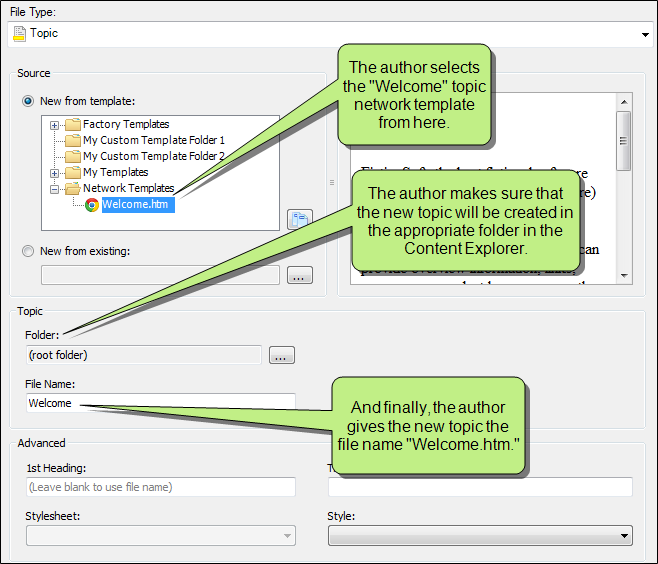 File Type:
Topic
Source
New from template:
Factory Templates
My Custom Template Folder 1
My Custom Template Folder 2
My Templates
Network Templates
Welcome.htm
New from existing:
...
The author selects
the "Welcome" topic
network template
from here.
re)
can
The author makes sure that
the new topic will be created in
the appropriate folder in the
Content Explorer.
Topic
Folder:
(root folder)
...
File Name:
Welcome
And finally, the author
gives the new topic the
file name "Welcome.htm."
Advanced
1st Heading:
(Leave blank to use file name)
Stylesheet:
Style: